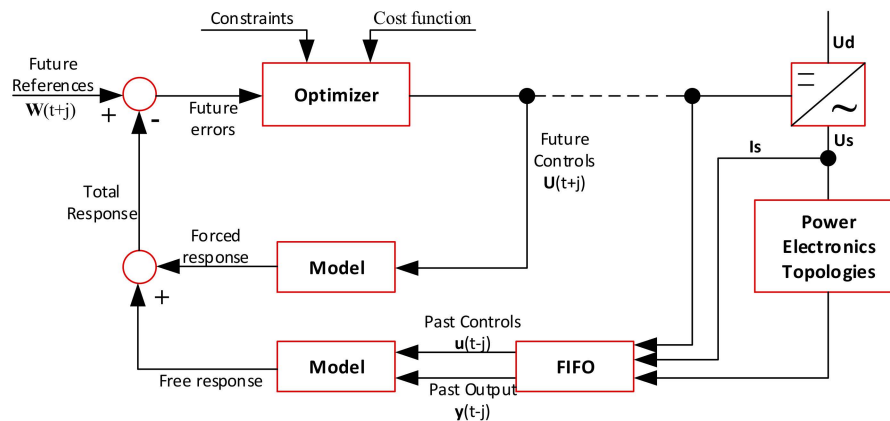 Constraints
Cost function
Ud
Future
References
W(t+j)
+
-
Future
errors
Optimizer
~
Us
Is
Future
Controls
U(t+j)
Total
Response
Power
Electronics
Topologies
Forced
response
Model
+
Past Controls
u(t-j)
Model
FIFO
Free response
Past Output
y(t-j)